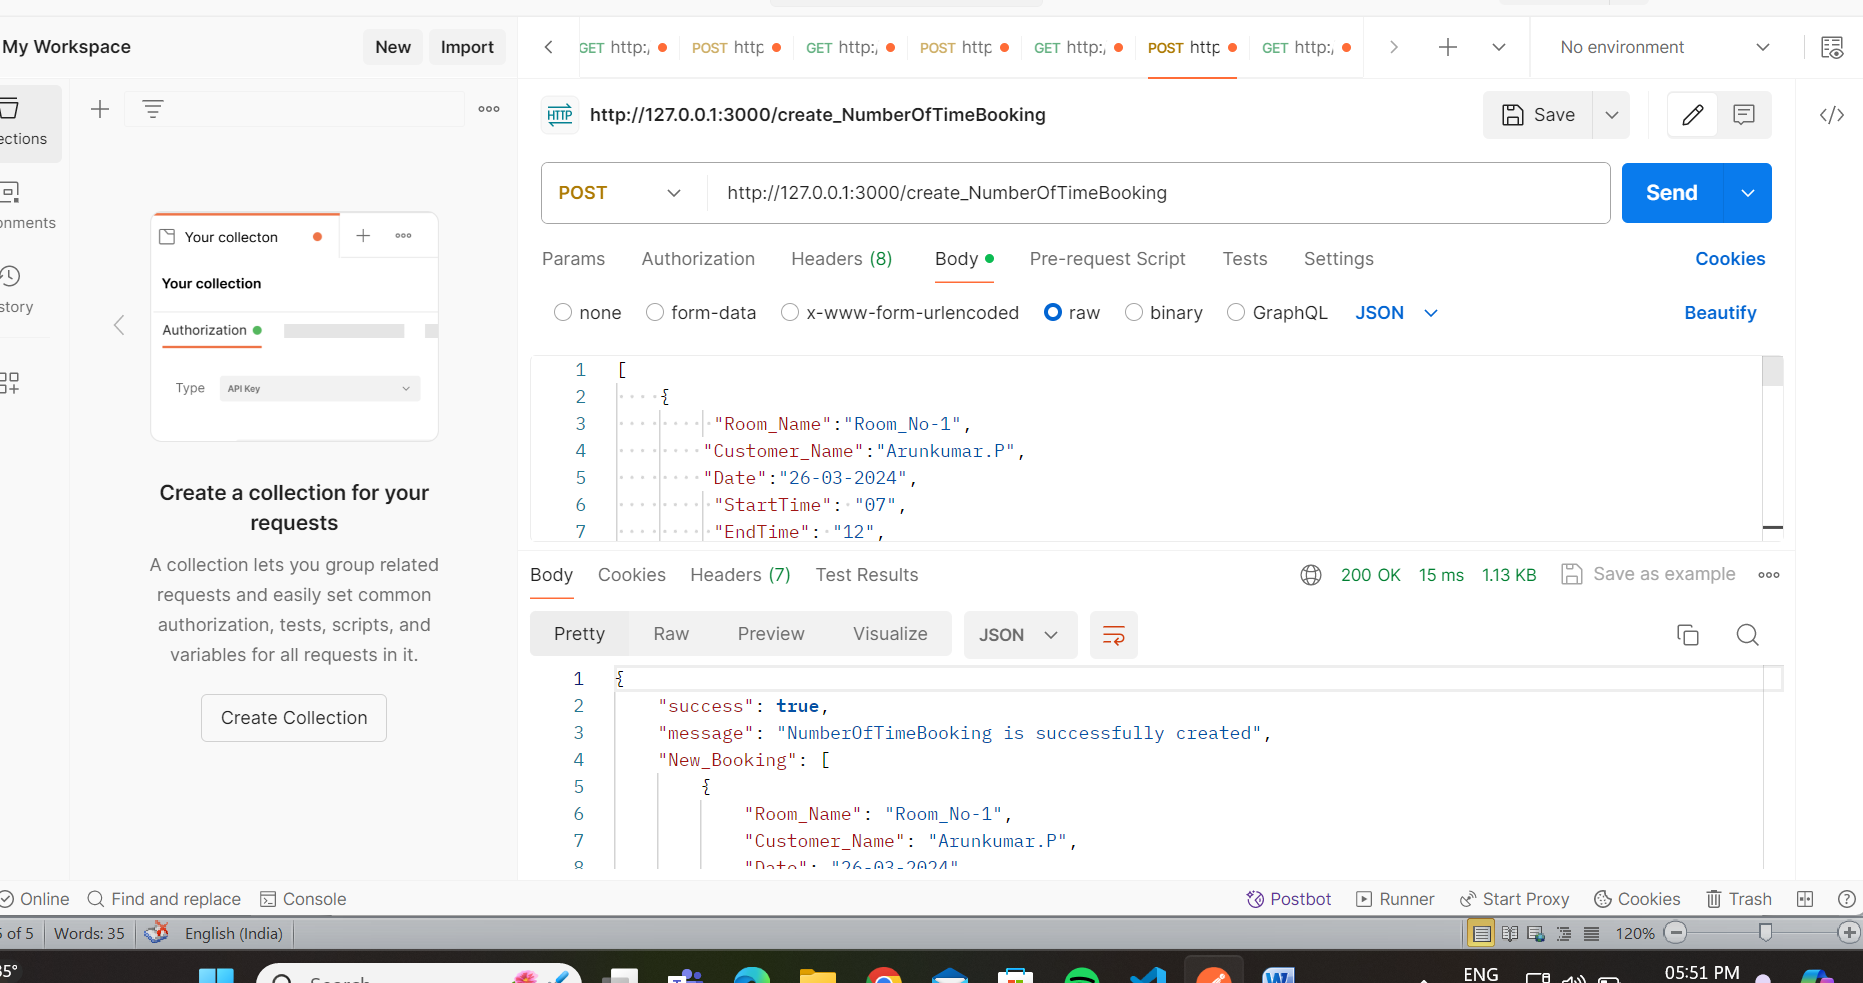 My Workspace
New
Import
GET http:/
POST http
GET http:/
POST http
GET http:/
POST http
GET http:/
No environment
ections
onments
story
HTTP
http://127.0.0.1:3000/create_NumberOfTimeBooking
Save
POST
http://127.0.0.1:3000/create_NumberOfTimeBooking
Send
Params
Authorization
Headers (8)
Body
Pre-request Script
Tests
Settings
Cookies
none
form-data
x-www-form-urlencoded
raw
binary
GraphQL
JSON
Beautify
Your collecton
Your collection
Authorization
Type
API Key
Create a collection for your
requests
A collection lets you group related
requests and easily set common
authorization, tests, scripts, and
variables for all requests in it.
Create Collection
1 [
2 {
3 "Room_Name":"Room_No-1",
4 "Customer_Name":"Arunkumar.P",
5 "Date":"26-03-2024",
6 "StartTime": "07",
7 "EndTime": "12",
Body
Cookies
Headers (7)
Test Results
200 OK
15 ms
1.13 KB
Save as example
Pretty
Raw
Preview
Visualize
JSON
1 {
2 "success": true,
3 "message": "NumberOfTimeBooking is successfully created",
4 "New_Booking": [
5 {
6 "Room_Name": "Room_No-1",
7 "Customer_Name": "Arunkumar.P",
8 "Date": "26-03-2024"
Online
Find and replace
Console
Postbot
Runner
Start Proxy
Cookies
Trash
of 5
Words: 35
English (India)
120%
35°
Search
ENG
05:51 PM